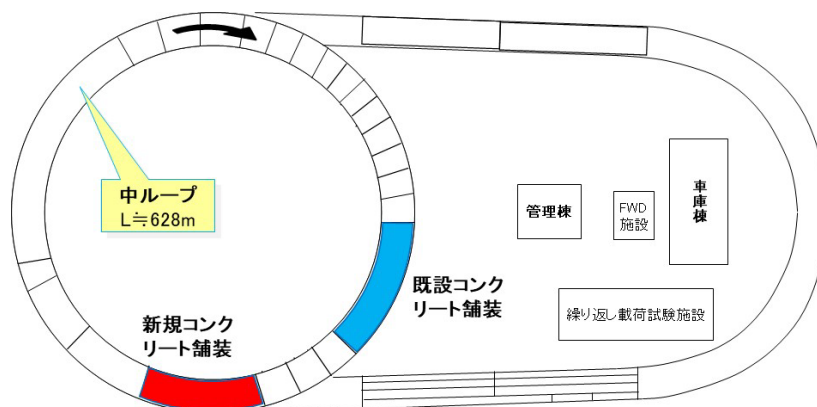 中ループ
L≒628m
管理棟
FWD
施設
車庫棟
既設コンク
リート舗装
繰り返し載荷試験施設
新規コンク
リート舗装